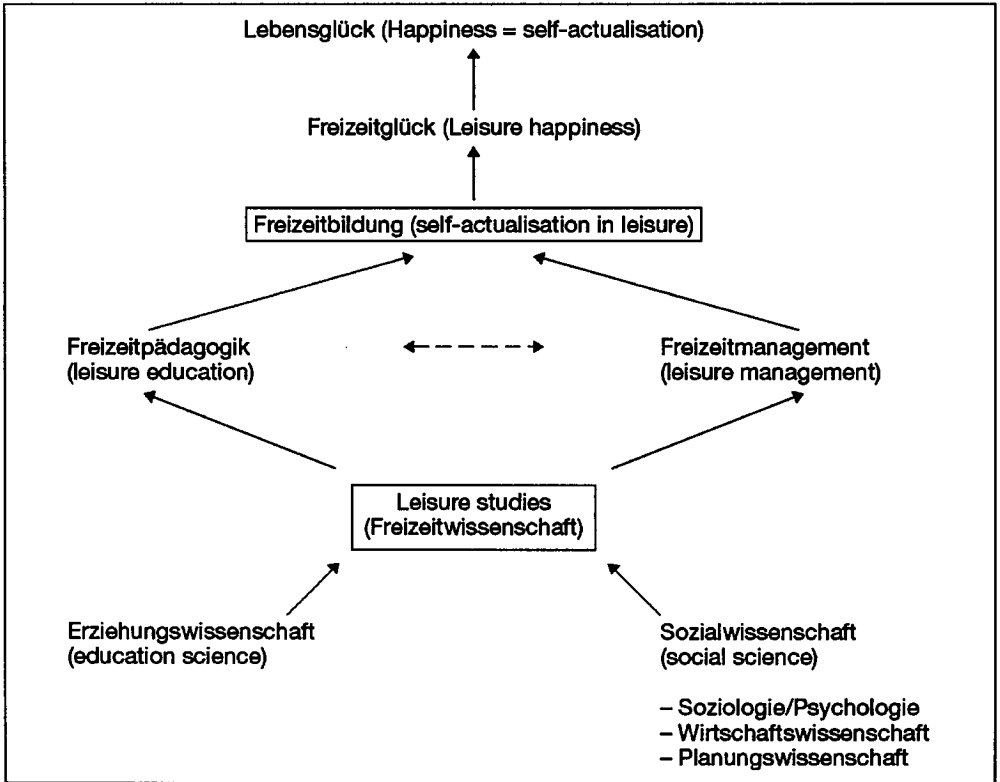 Lebensglück (Happiness = self-actualisation)
Freizeitglück (Leisure happiness)
Freizeitbildung (self-actualisation in leisure)
Freizeitpädagogik
(leisure education)
Freizeitmanagement
(leisure management)
Leisure studies
(Freizeitwissenschaft)
Erziehungswissenschaft
(education science)
Sozialwissenschaft
(social science)
– Soziologie/Psychologie
– Wirtschaftswissenschaft
– Planungswissenschaft